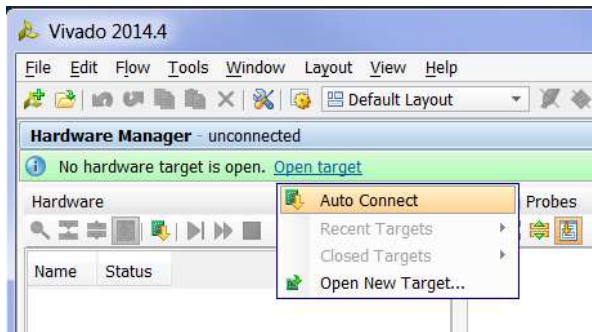 Vivado 2014.4
File Edit Flow Tools Window Layout View Help
Default Layout
Hardware Manager - unconnected
No hardware target is open. Open target
Hardware
Auto Connect
Probes
Recent Targets
Closed Targets
Name Status
Open New Target...